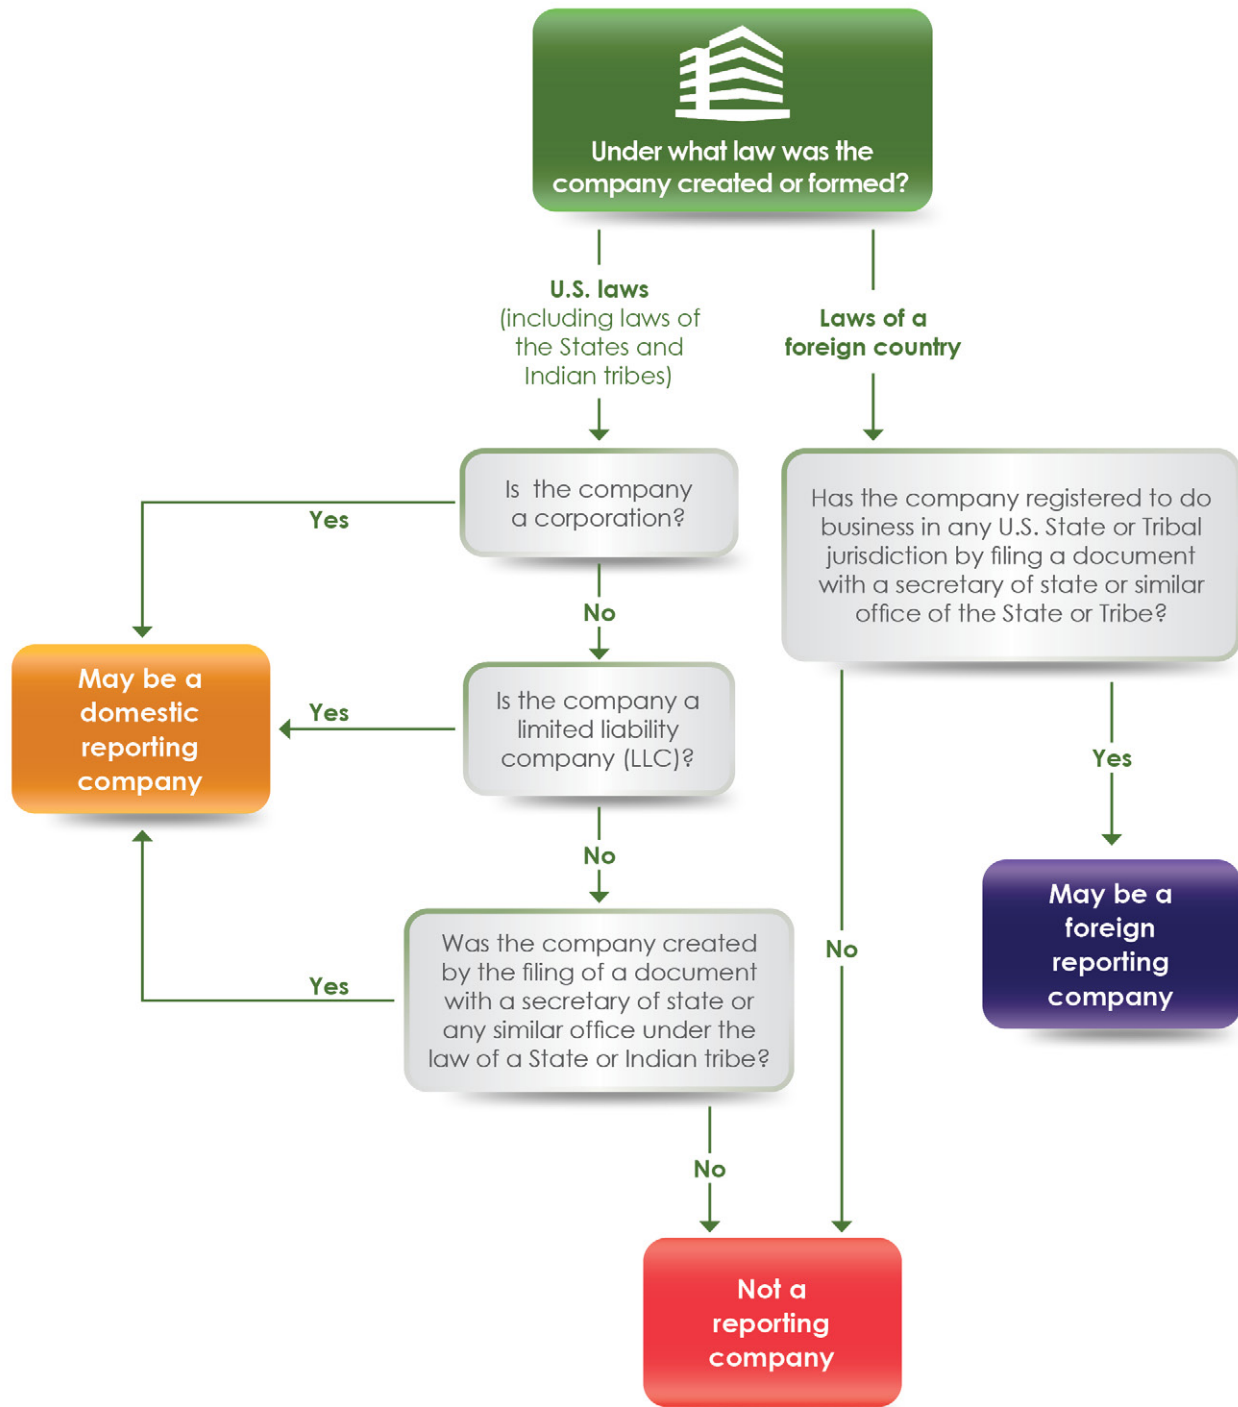 Under what law was the
company created or formed?
U.S. laws
(including laws of
the States and
Indian tribes)
Laws of a
foreign country
Is the company
a corporation?
Has the company registered to do
business in any U.S. State or Tribal
jurisdiction by filing a document
with a secretary of state or similar
office of the State or Tribe?
Yes
No
May be a
domestic
reporting
company
Yes
Is the company a
limited liability
company (LLC)?
Yes
No
May be a
foreign
reporting
company
Was the company created
by the filing of a document
with a secretary of state or
any similar office under the
law of a State or Indian tribe?
Yes
No
No
Not a
reporting
company